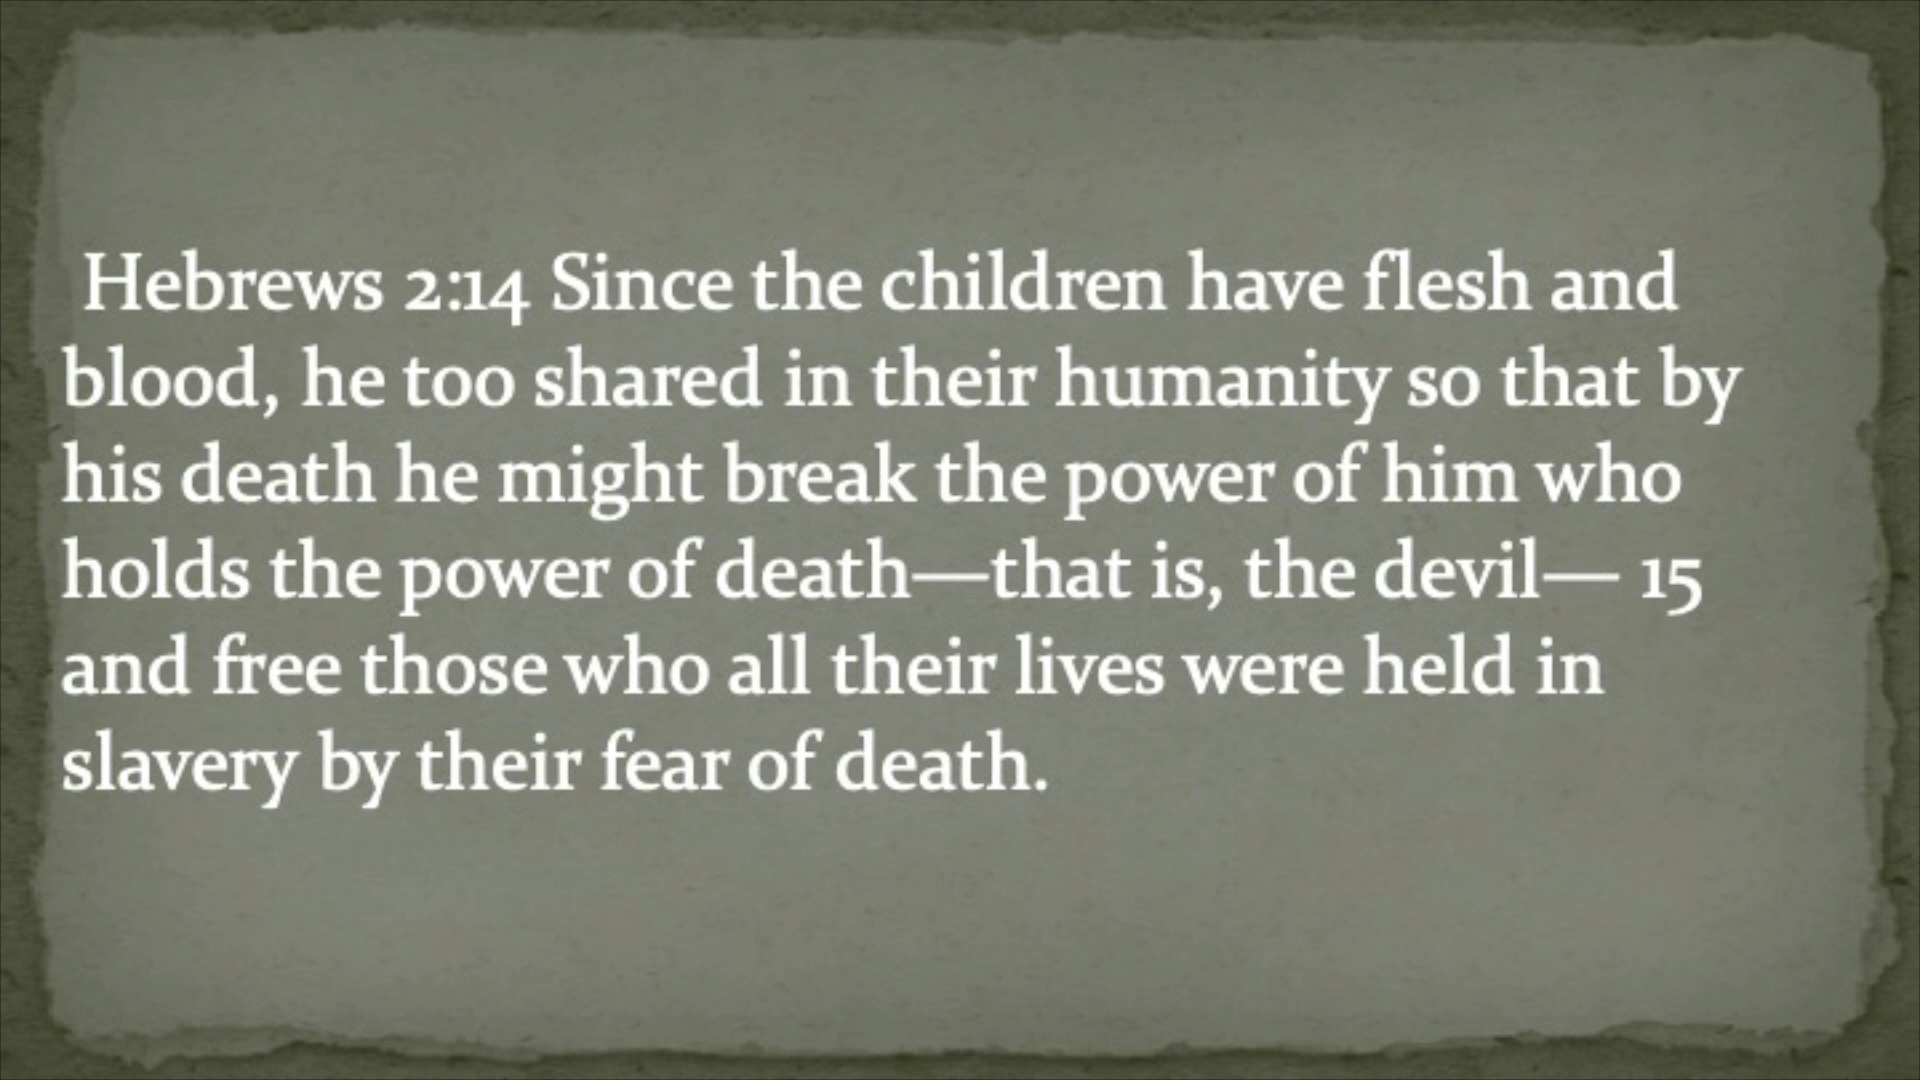 Hebrews 2:14 Since the children have flesh and
blood, he too shared in their humanity so that by
his death he might break the power of him who
holds the power of death—that is, the devil— 15
and free those who all their lives were held in
slavery by their fear of death.